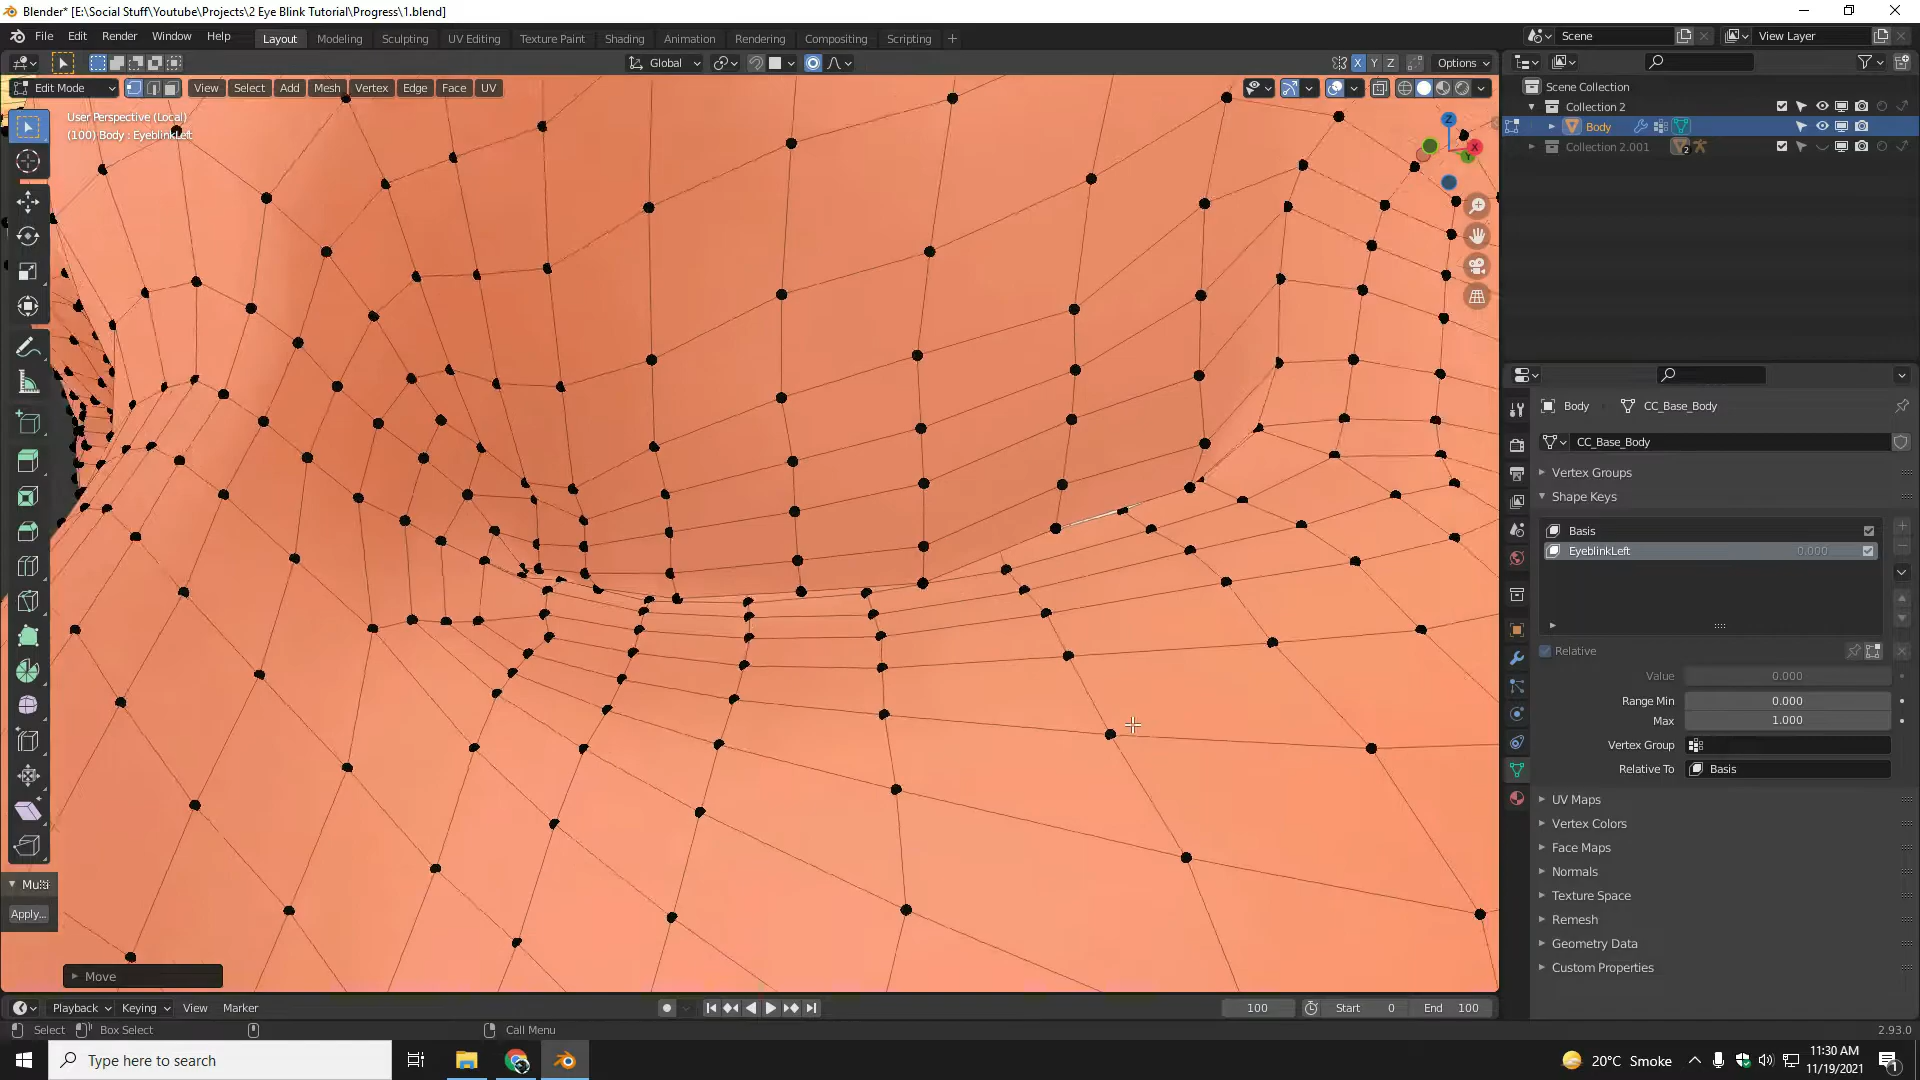 Blender* [E:\Social Stuff\Youtube\Projects\2 Eye Blink Tutorial\Progress\1.blend]
File Edit Render Window Help Layout Modeling Sculpting UV Editing Texture Paint Shading Animation Rendering Compositing Scripting + Scene View Layer
Global X Y Z Options
Edit Mode View Select Add Mesh Vertex Edge Face UV
User Perspective (Local)
(100) Body : EyeblinkLeft
Z
X
Y
Scene Collection
Collection 2
Body
Collection 2.001 2
Body CC_Base_Body
CC_Base_Body
Vertex Groups
Shape Keys
Basis
EyeblinkLeft 0.000
Relative
Value 0.000
Range Min 0.000
Max 1.000
Vertex Group
Relative To Basis
UV Maps
Vertex Colors
Face Maps
Normals
Texture Space
Remesh
Geometry Data
Custom Properties
Apply...
Move
Playback Keying View Marker 100 Start 0 End 100
Select Box Select Call Menu 2.93.0
Type here to search 20°C Smoke 11:30 AM
11/19/2021 1